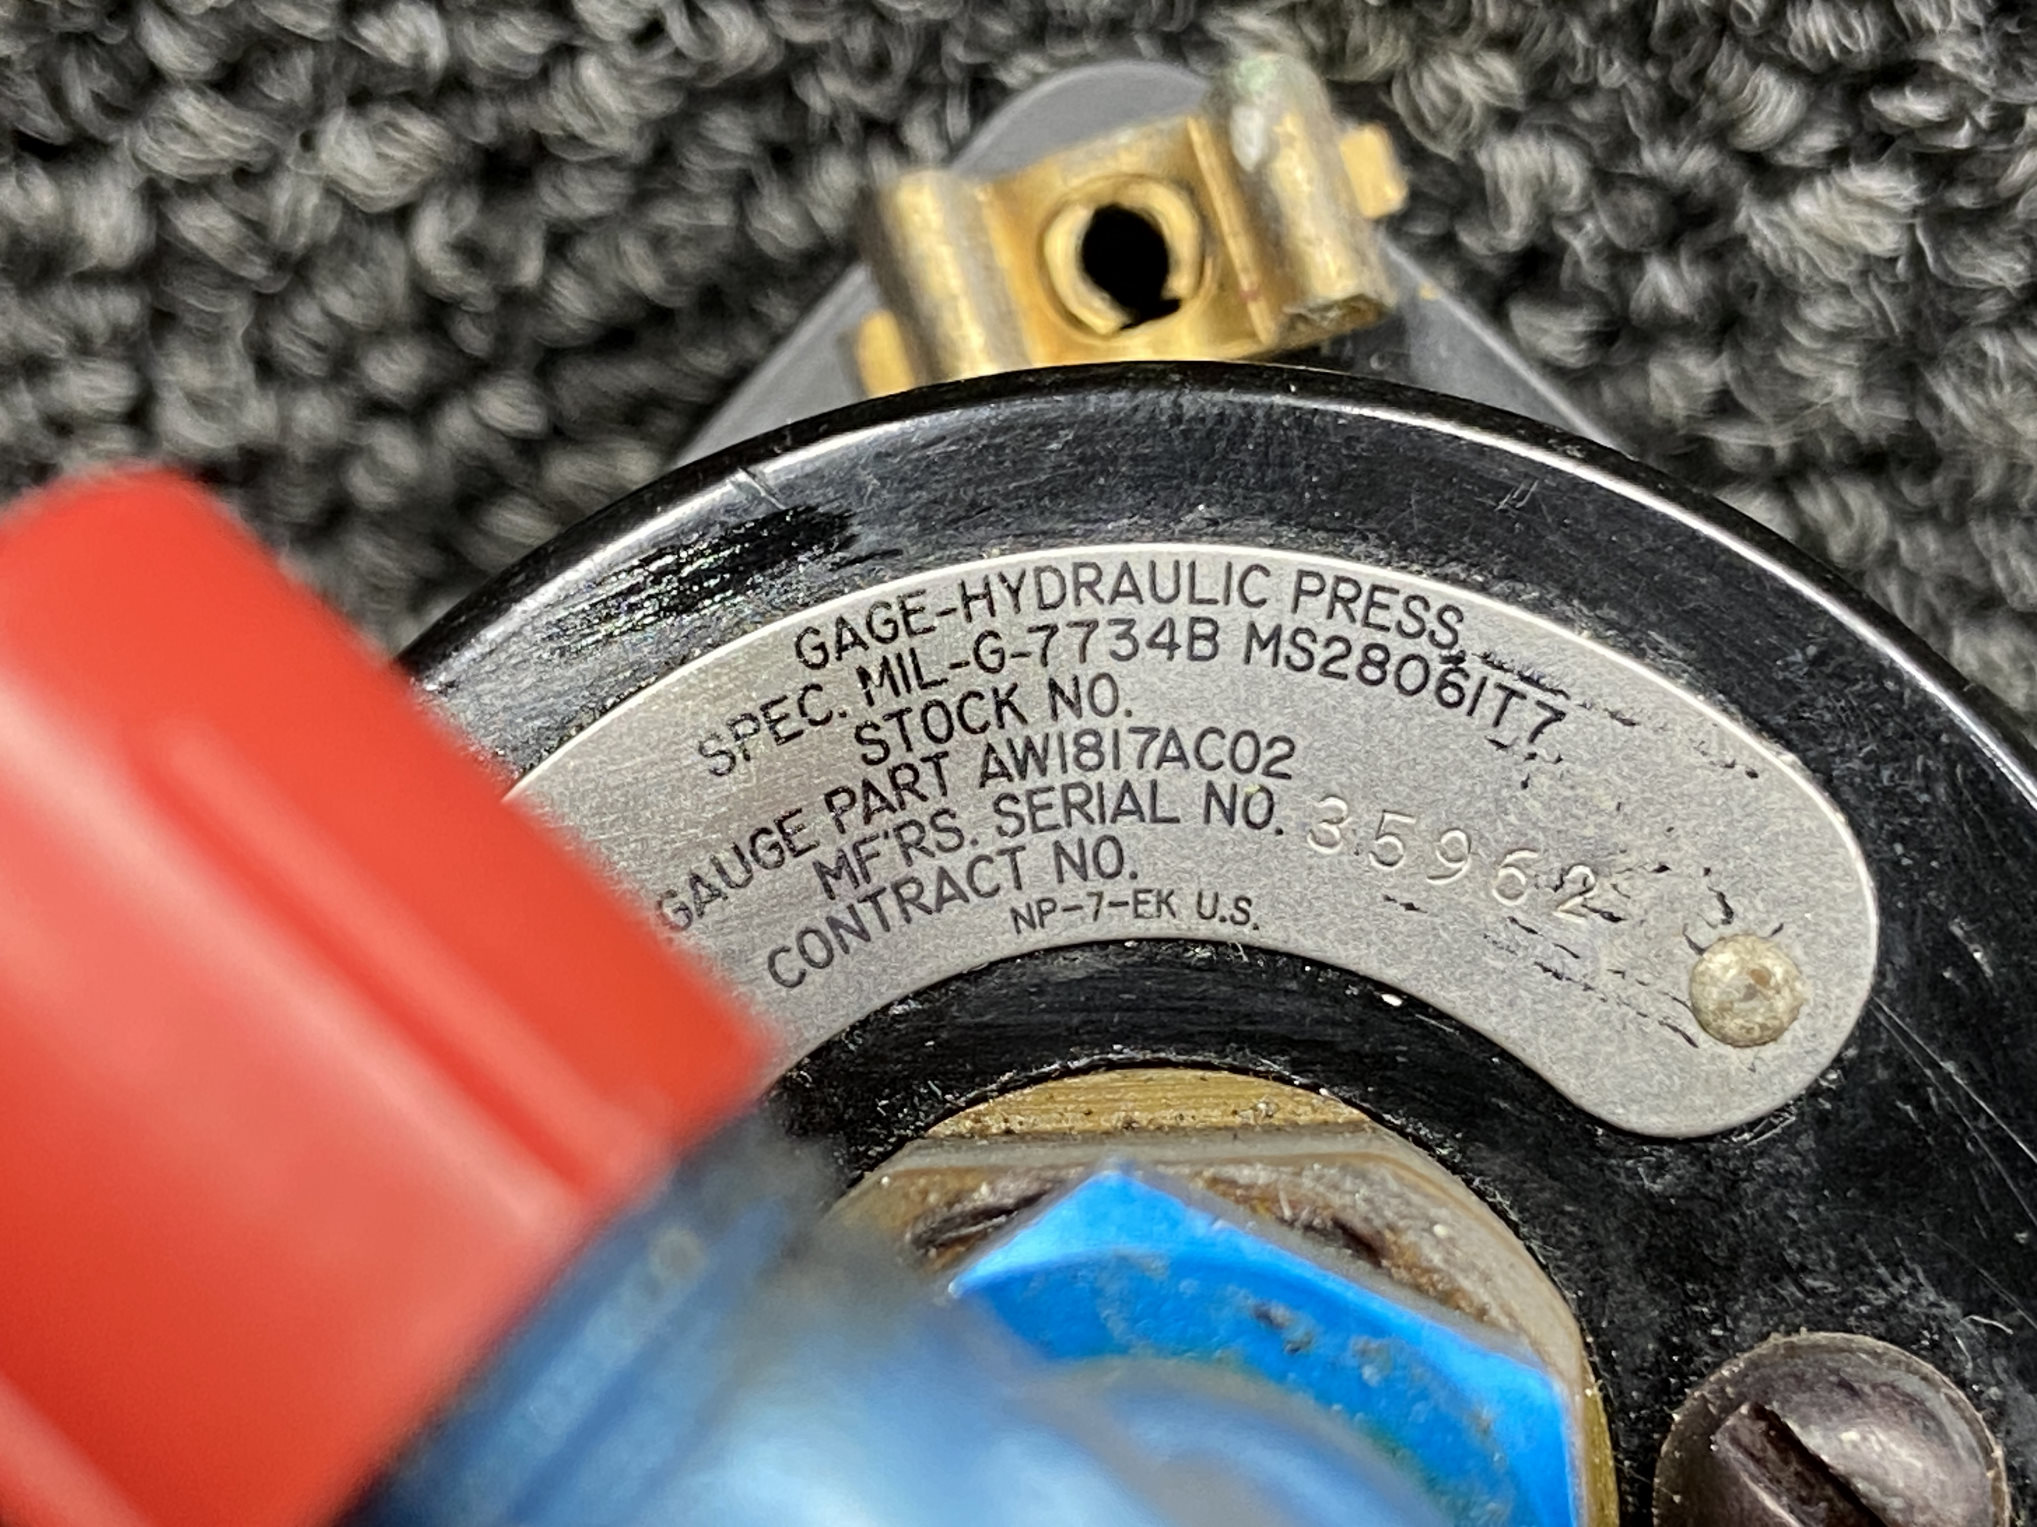 GAGE-HYDRAULIC PRESS.
SPEC. MIL-G-7734B MS28061T7
STOCK NO.
GAUGE PART AW1817AC02
MF'RS. SERIAL NO. 35962
CONTRACT NO.
NP-7-EK U.S.